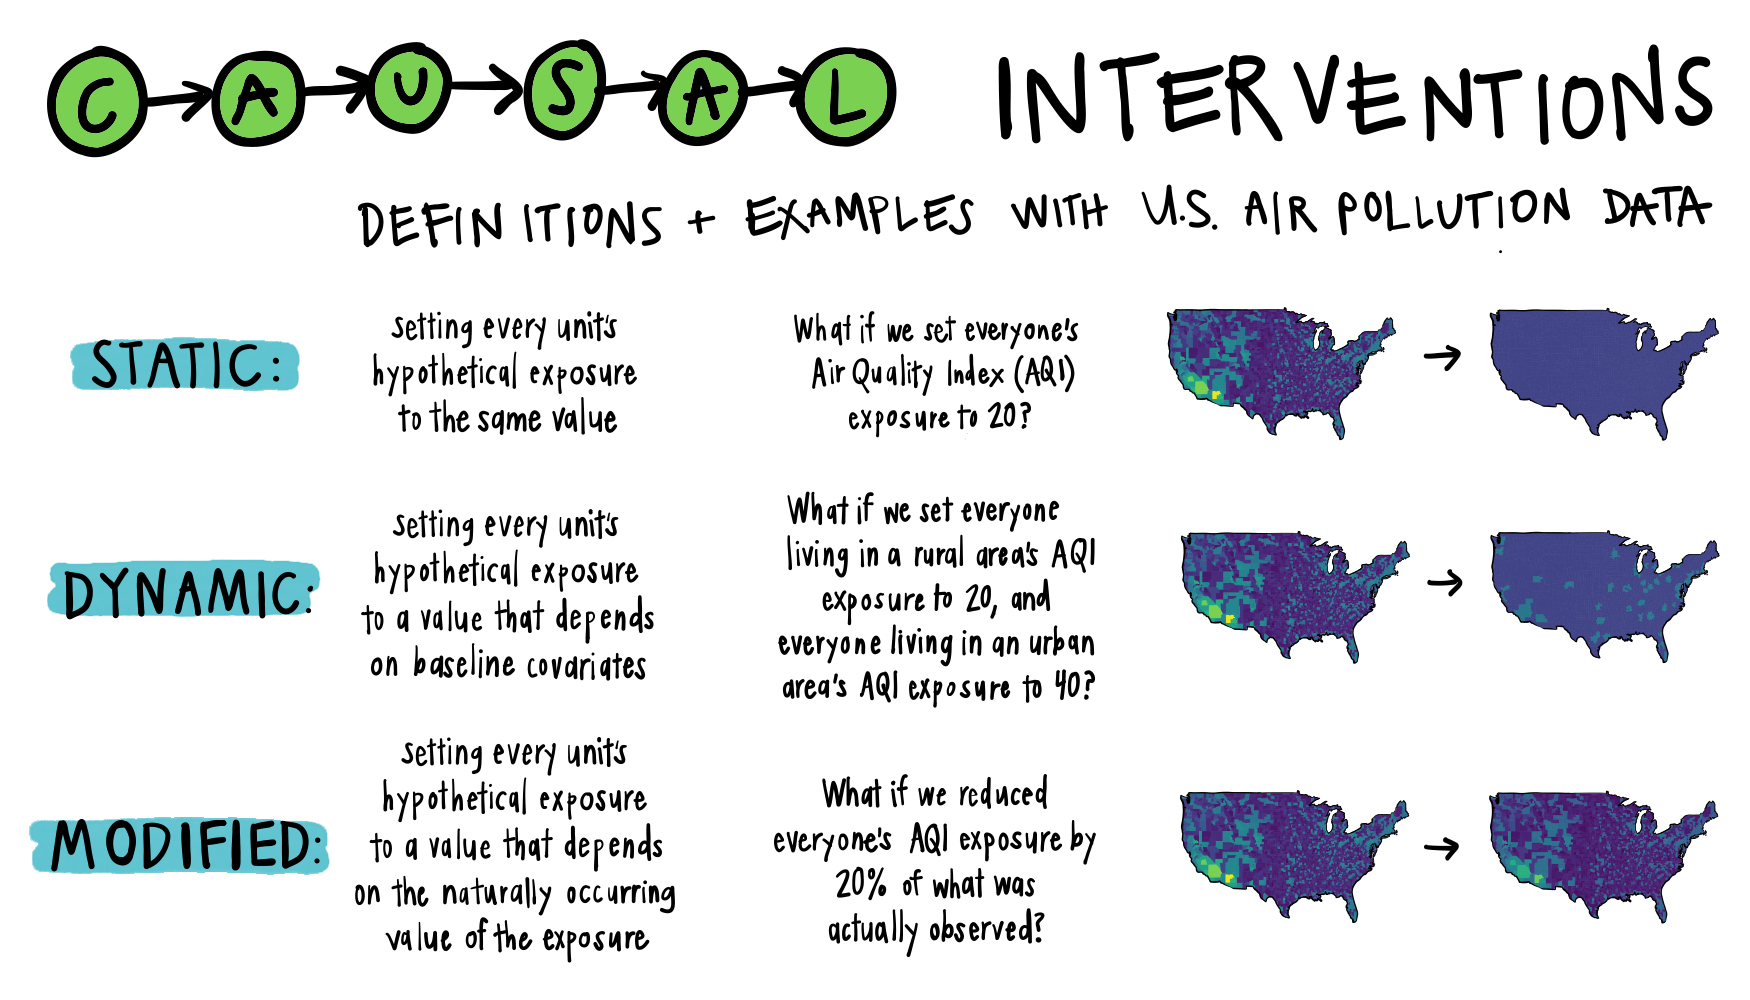 CAUSAL INTERVENTIONS
DEFINITIONS + EXAMPLES WITH U.S. AIR POLLUTION DATA
STATIC:
setting every unit's
hypothetical exposure
to the same value
What if we set everyone's
Air Quality Index (AQI)
exposure to 20?
DYNAMIC:
setting every unit's
hypothetical exposure
to a value that depends
on baseline covariates
What if we set everyone
living in a rural area's AQI
exposure to 20, and
everyone living in an urban
area's AQI exposure to 40?
MODIFIED:
setting every unit's
hypothetical exposure
to a value that depends
on the naturally occurring
value of the exposure
What if we reduced
everyone's AQI exposure by
20% of what was
actually observed?